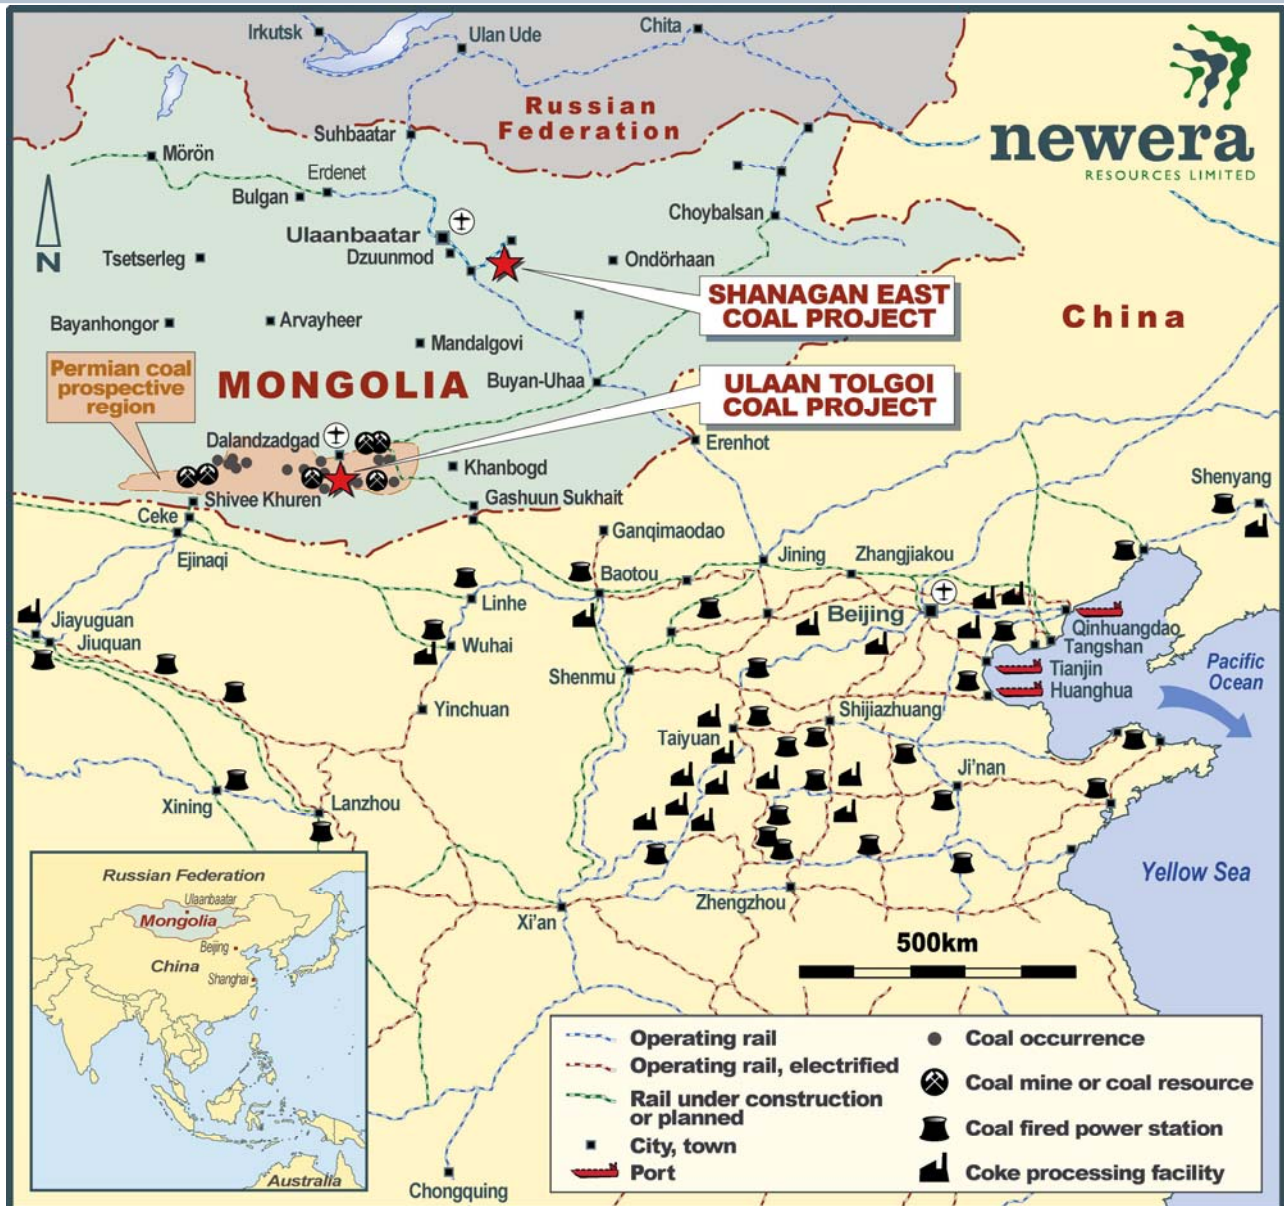 Irkutsk
Ulan Ude
Chita
Russian
Federation
newera
RESOURCES LIMITED
Suhbaatar
Mörön
Erdenet
Bulgan
N
Choybalsan
Ulaanbaatar
Dzuunmod
Tsetserleg
Ondörhaan
SHANAGAN EAST
COAL PROJECT
China
Bayanhongor
Arvayheer
Mandalgovi
Permian coal
prospective
region
MONGOLIA
Buyan-Uhaa
ULAAN TOLGOI
COAL PROJECT
Dalandzadgad
Erenhot
Khanbogd
Shenyang
Shivee Khuren
Gashuun Sukhait
Ceke
Ganqimaodao
Ejinaqi
Jining
Zhangjiakou
Baotou
Linhe
Beijing
Jiayuguan
Jiuquan
Wuhai
Qinhuangdao
Tangshan
Tianjin
Huanghua
Pacific
Ocean
Shenmu
Yinchuan
Shijiazhuang
Taiyuan
Ji'nan
Xining
Lanzhou
Yellow Sea
Zhengzhou
Xi'an
500km
Russian Federation
Ulaanbaatar
Mongolia
Beijing
China
Shanghai
Australia
Chongquing
Operating rail
Operating rail, electrified
Rail under construction
or planned
City, town
Port
Coal occurrence
Coal mine or coal resource
Coal fired power station
Coke processing facility